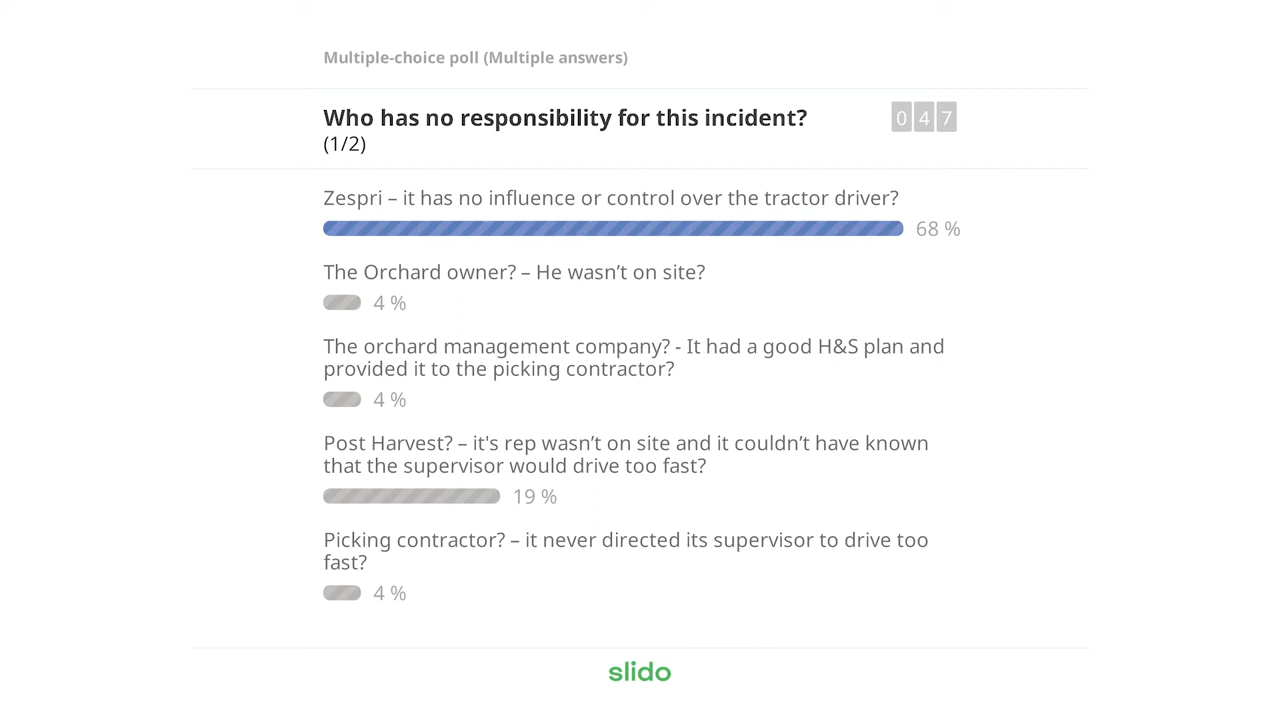 Multiple-choice poll (Multiple answers)
Who has no responsibility for this incident?
0 4 7
(1/2)
Zespri – it has no influence or control over the tractor driver?
68 %
The Orchard owner? – He wasn’t on site?
4 %
The orchard management company? - It had a good H&S plan and
provided it to the picking contractor?
4 %
Post Harvest? – it's rep wasn’t on site and it couldn’t have known
that the supervisor would drive too fast?
19 %
Picking contractor? – it never directed its supervisor to drive too
fast?
4 %
slido